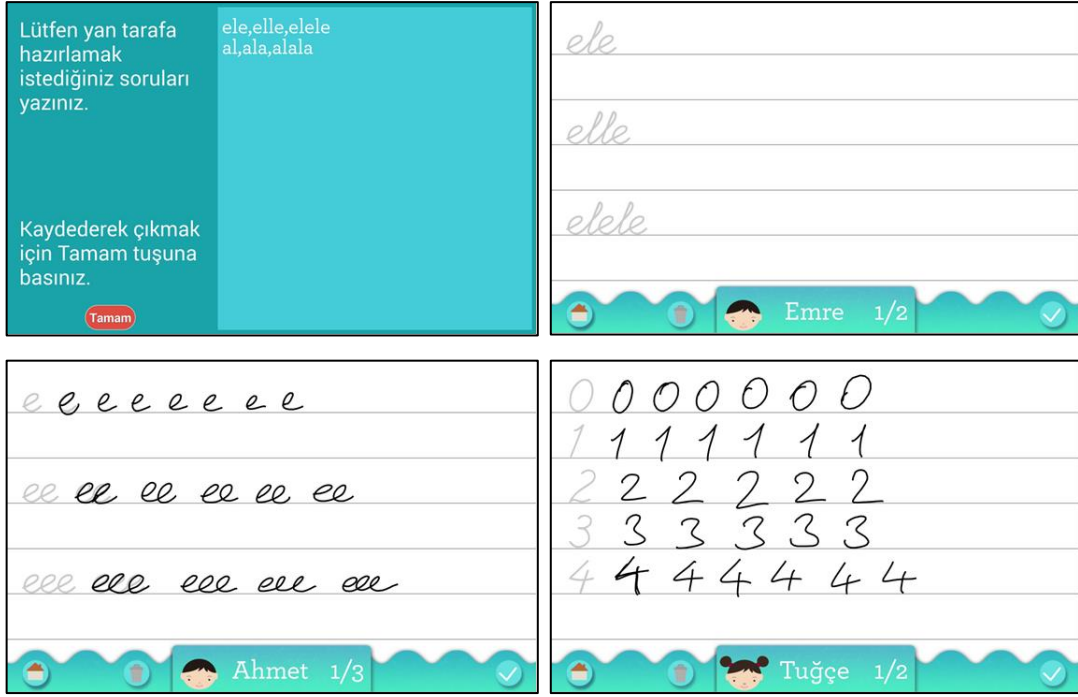 Lütfen yan tarafa
hazırlamak
istediğiniz soruları
yazınız.
Kaydederek çıkmak
için Tamam tuşuna
basınız.
Tamam
ele,elle,elele
al,ala,alala
ele
elle
elele
Emre 1/2
e e e e e e e e
ee ee ee ee ee ee
eee eee eee eee eee
Ahmet 1/3
0 0 0 0 0 0 0
1 1 1 1 1 1 1
2 2 2 2 2 2
3 3 3 3 3 3
4 4 4 4 4 4 4
Tuğçe 1/2